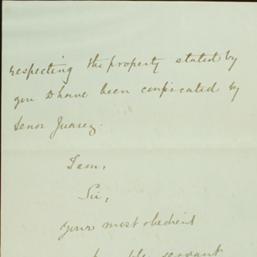 respecting the property stated by
you to have been confiscated by
Senor Juarez.
I am,
Sir,
Your most obedient
humble servant